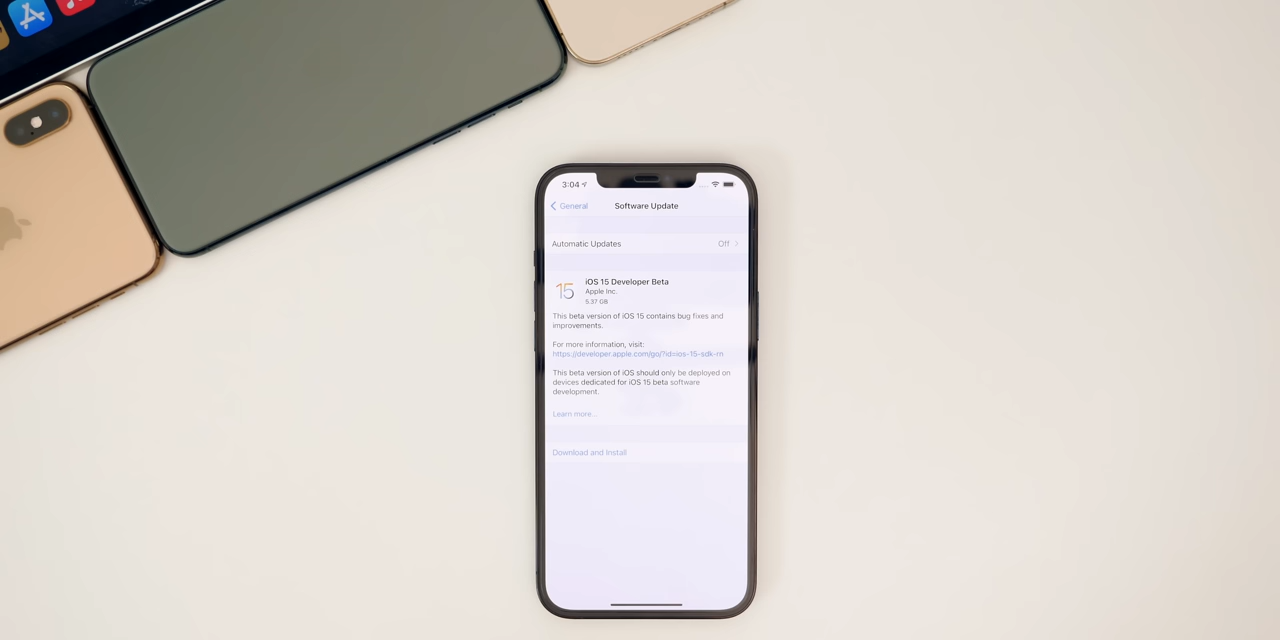 3:04
General
Software Update
Automatic Updates
Off
15
iOS 15 Developer Beta
Apple Inc.
5.37 GB
This beta version of iOS 15 contains bug fixes and
improvements.
For more information, visit:
https://developer.apple.com/go/?id=ios-15-sdk-rn
This beta version of iOS should only be deployed on
devices dedicated for iOS 15 beta software
development.
Learn more...
Download and Install